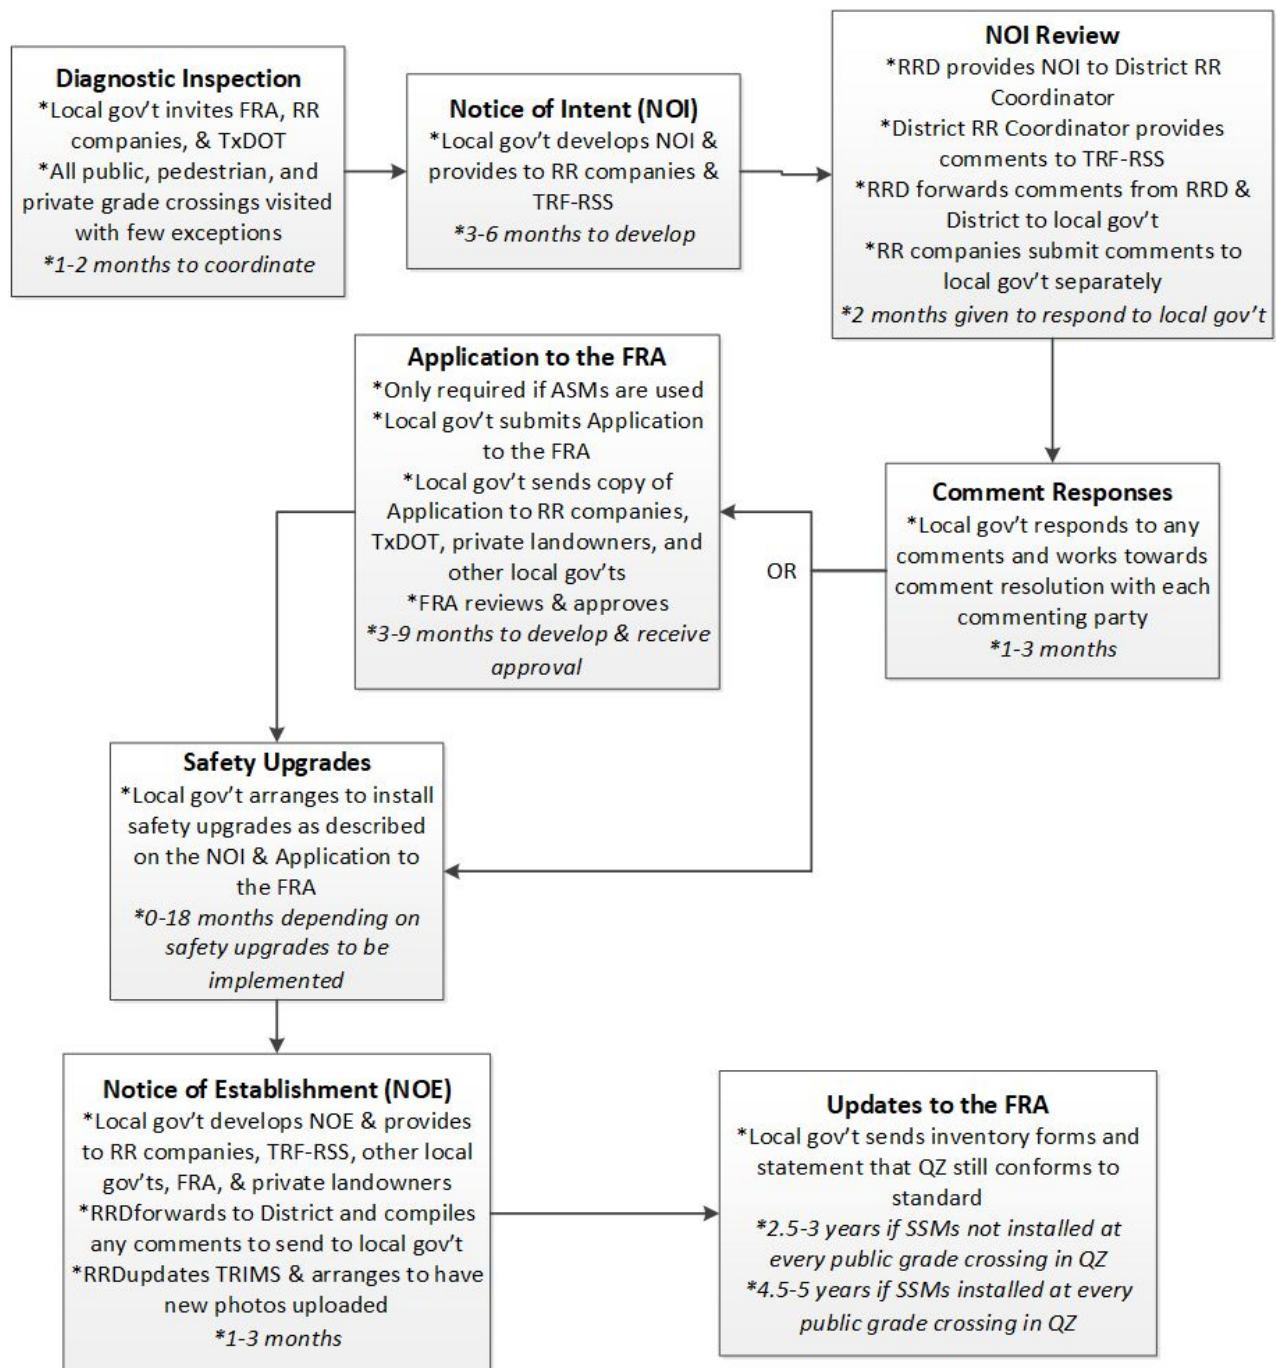 Diagnostic Inspection
*Local gov't invites FRA, RR
companies, & TxDOT
*All public, pedestrian, and
private grade crossings visited
with few exceptions
*1-2 months to coordinate
Notice of Intent (NOI)
*Local gov't develops NOI &
provides to RR companies &
TRF-RSS
*3-6 months to develop
NOI Review
*RRD provides NOI to District RR
Coordinator
*District RR Coordinator provides
comments to TRF-RSS
*RRD forwards comments from RRD &
District to local gov't
*RR companies submit comments to
local gov't separately
*2 months given to respond to local gov't
Application to the FRA
*Only required if ASMs are used
*Local gov't submits Application
to the FRA
*Local gov't sends copy of
Application to RR companies,
TxDOT, private landowners, and
other local gov'ts
*FRA reviews & approves
*3-9 months to develop & receive
approval
OR
Comment Responses
*Local gov't responds to any
comments and works towards
comment resolution with each
commenting party
*1-3 months
Safety Upgrades
*Local gov't arranges to install
safety upgrades as described
on the NOI & Application to
the FRA
*0-18 months depending on
safety upgrades to be
implemented
Notice of Establishment (NOE)
*Local gov't develops NOE & provides
to RR companies, TRF-RSS, other local
gov'ts, FRA, & private landowners
*RRDforwards to District and compiles
any comments to send to local gov't
*RRDupdates TRIMS & arranges to have
new photos uploaded
*1-3 months
Updates to the FRA
*Local gov't sends inventory forms and
statement that QZ still conforms to
standard
*2.5-3 years if SSMs not installed at
every public grade crossing in QZ
*4.5-5 years if SSMs installed at every
public grade crossing in QZ